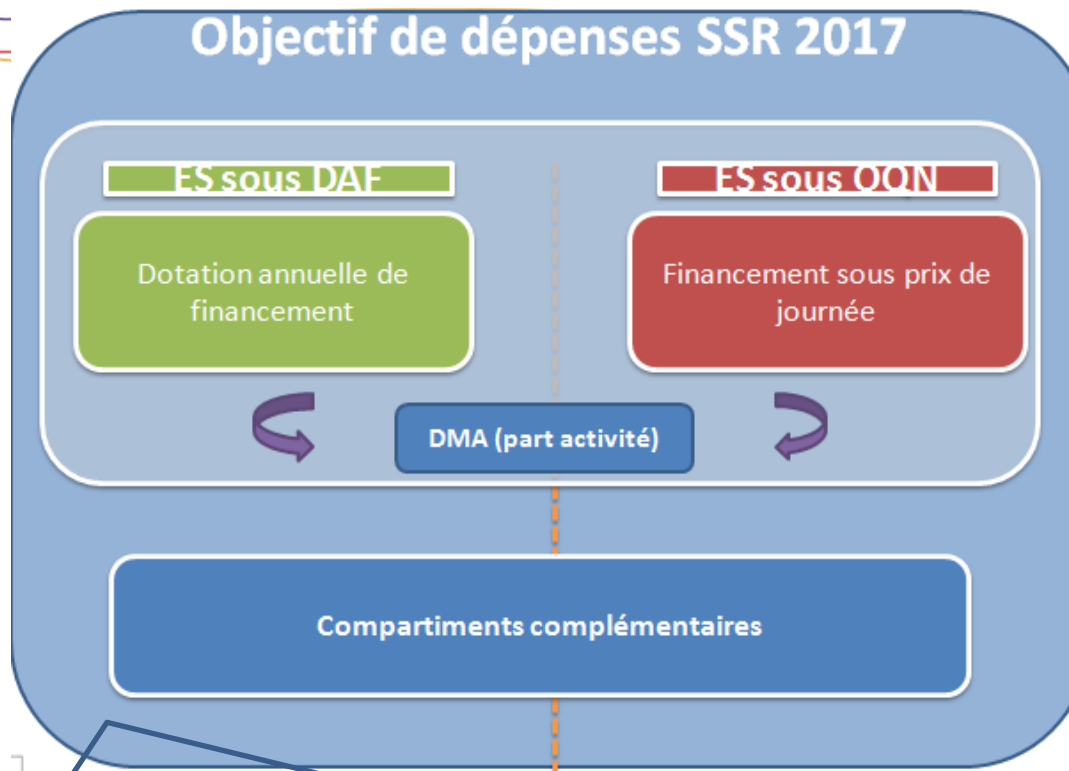 Objectif de dépenses SSR 2017
ES sous DAF
ES sous OQN
Dotation annuelle de
financement
Financement sous prix de
journée
DMA (part activité)
Compartiments complémentaires